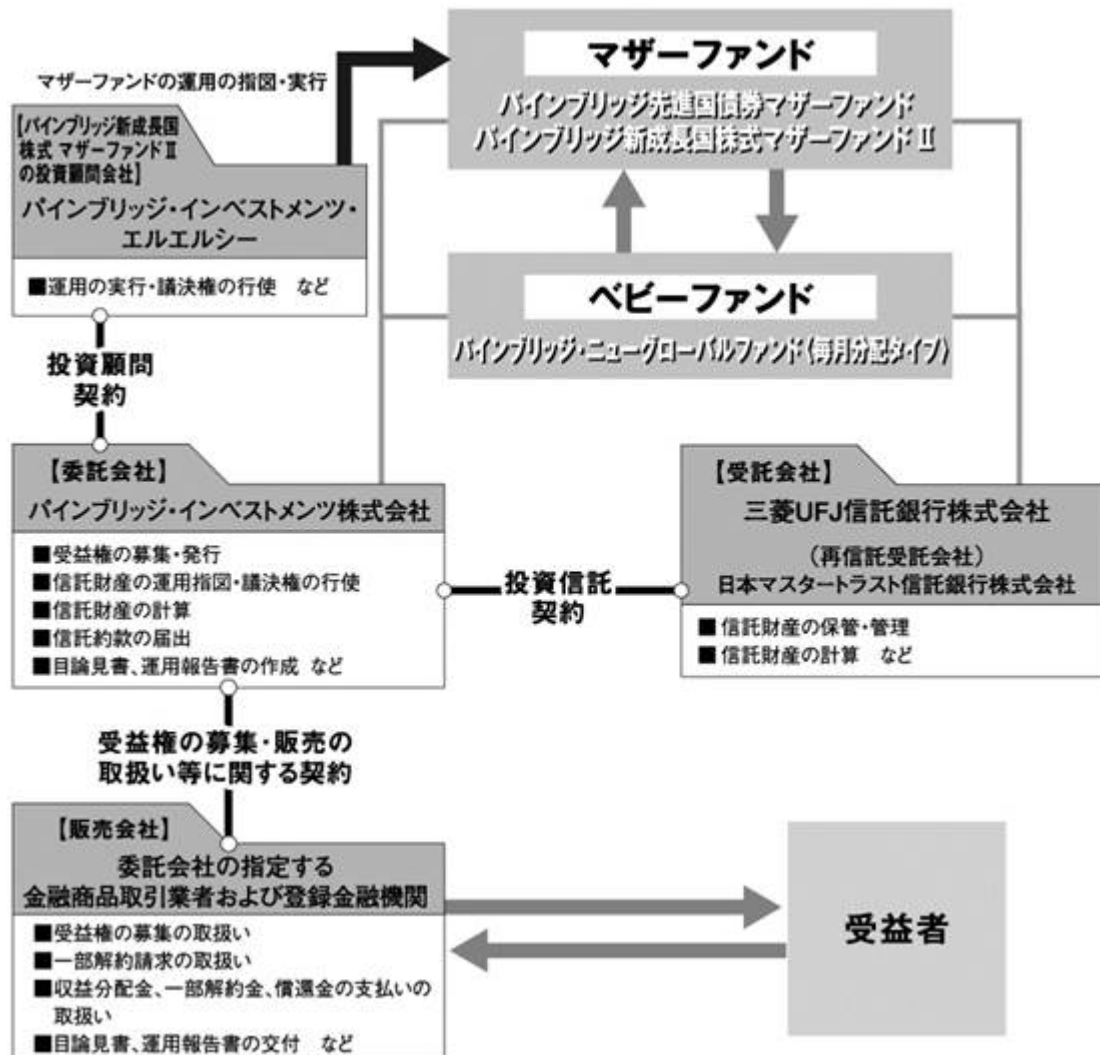 マザーファンド
パインブリッジ先進国債券マザーファンド
パインブリッジ新成長国株式マザーファンドⅡ
マザーファンドの運用の指図・実行
[パインブリッジ新成長国
株式 マザーファンドⅡ
の投資顧問会社]
パインブリッジ・インベストメンツ・
エルエルシー
■運用の実行・議決権の行使 など
ベビーファンド
パインブリッジ・ニューグローバルファンド〈毎月分配タイプ〉
投資顧問
契約
【委託会社】
パインブリッジ・インベストメンツ株式会社
■受益権の募集・発行
■信託財産の運用指図・議決権の行使
■信託財産の計算
■信託約款の届出
■目論見書、運用報告書の作成 など
投資信託
契約
【受託会社】
三菱UFJ信託銀行株式会社
(再信託受託会社)
日本マスタートラスト信託銀行株式会社
■ 信託財産の保管・管理
■ 信託財産の計算 など
受益権の募集・販売の
取扱い等に関する契約
【販売会社】
委託会社の指定する
金融商品取引業者および登録金融機関
■受益権の募集の取扱い
■一部解約請求の取扱い
■収益分配金、一部解約金、償還金の支払いの
取扱い
■目論見書、運用報告書の交付 など
受益者